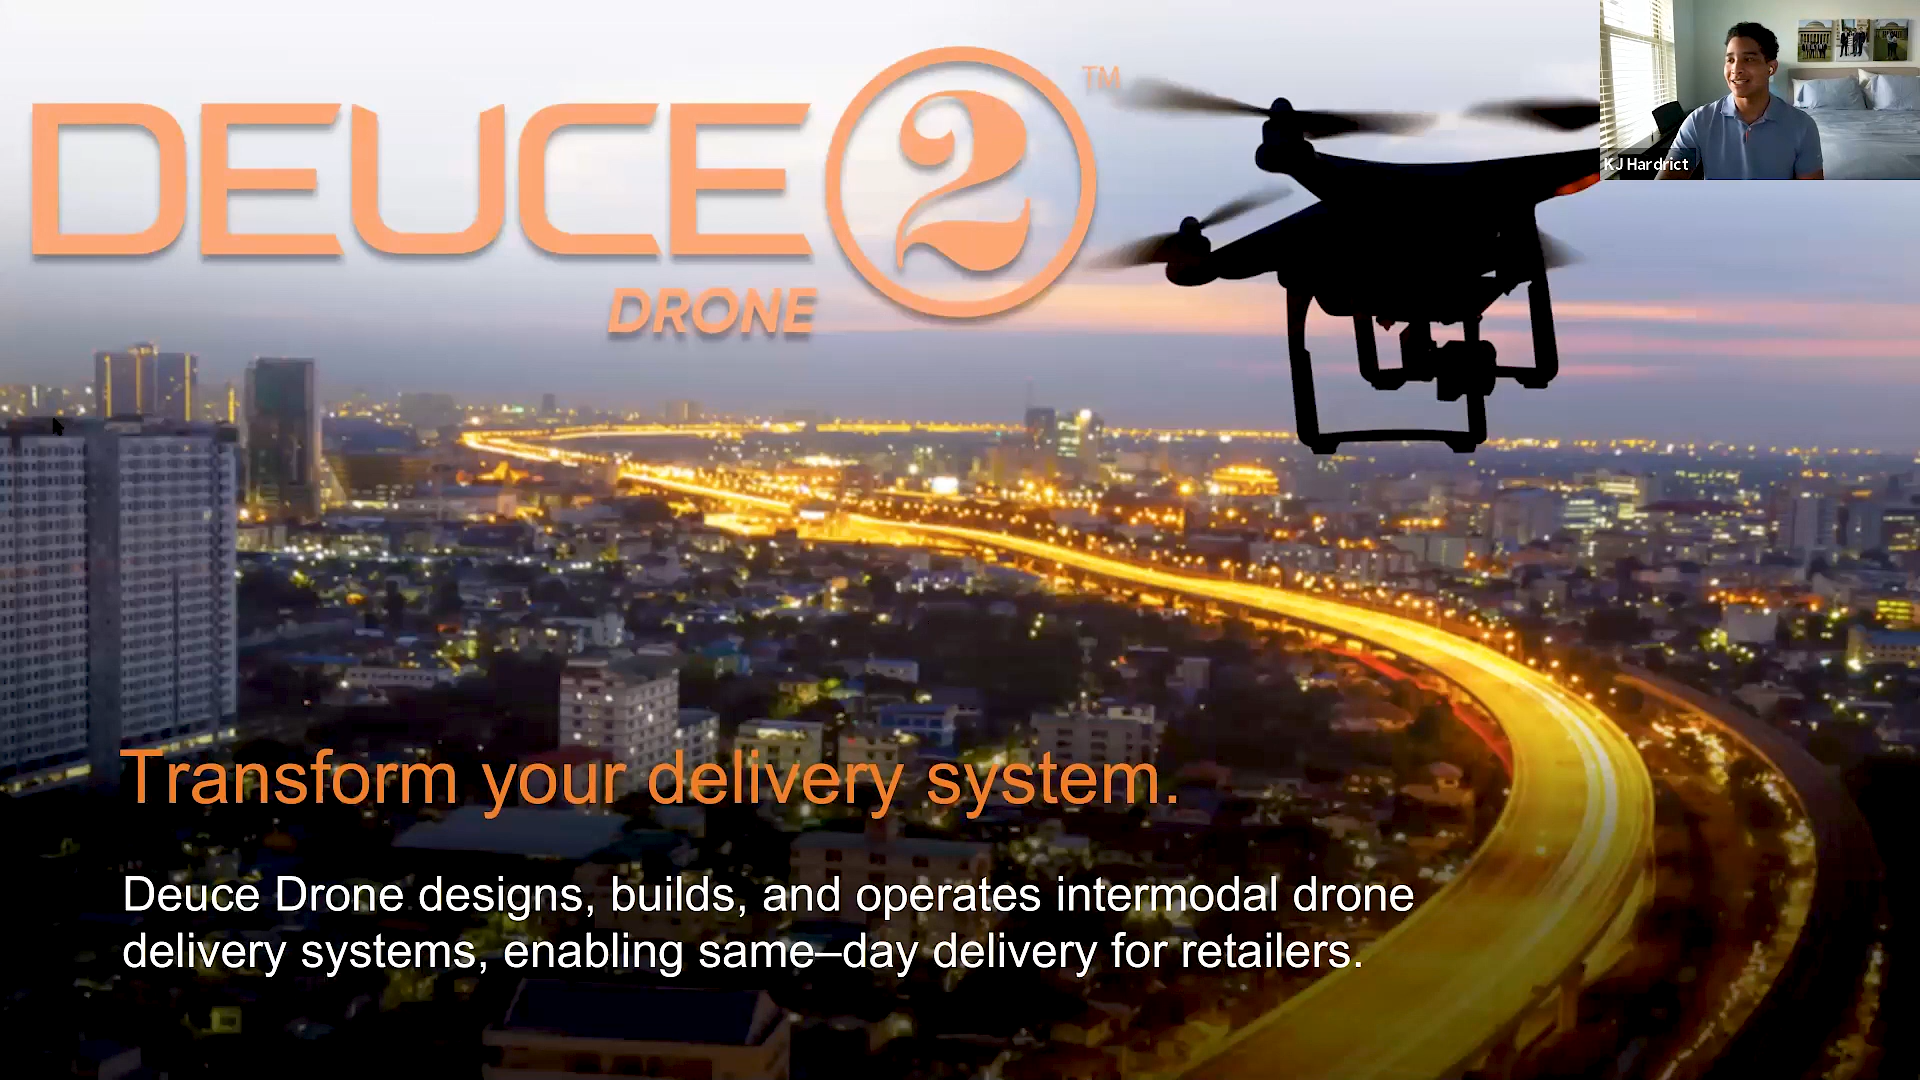 DEUCE 2 TM
DRONE
KJ Hardrict
Transform your delivery system.
Deuce Drone designs, builds, and operates intermodal drone
delivery systems, enabling same–day delivery for retailers.